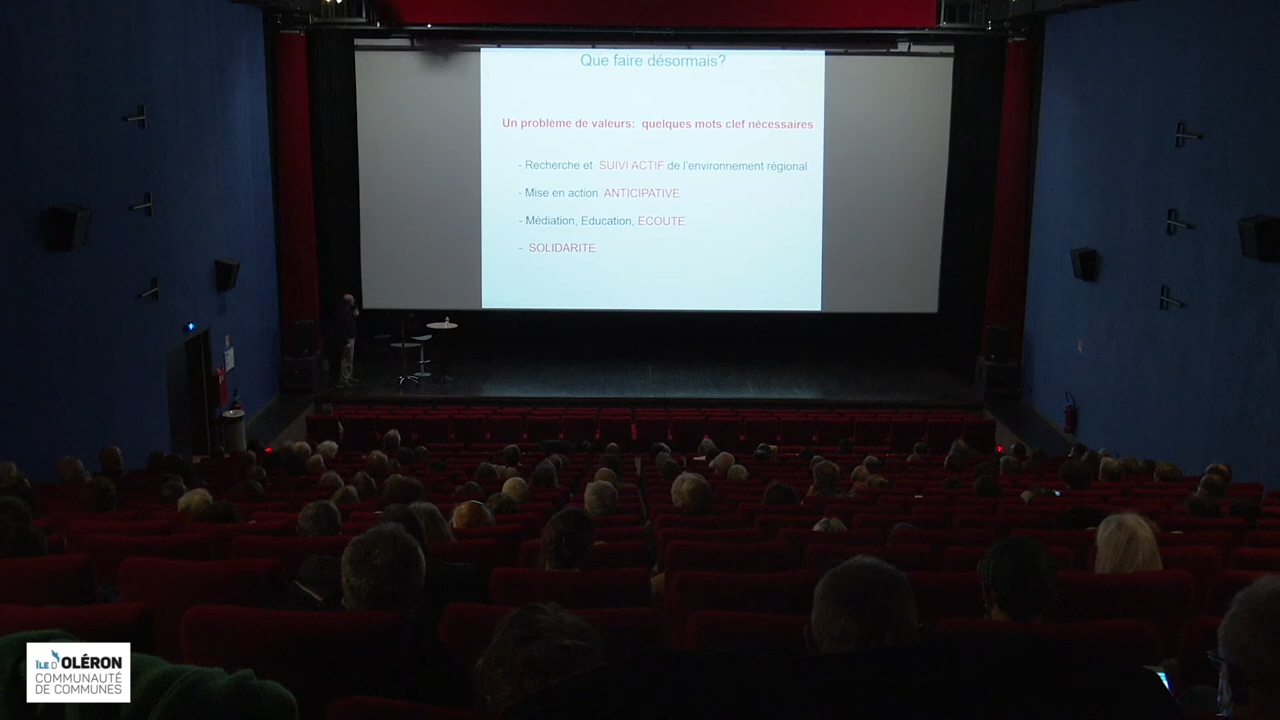 Que faire désormais?
Un problème de valeurs: quelques mots clef nécessaires
- Recherche et SUIVI ACTIF de l'environnement régional
- Mise en action ANTICIPATIVE
- Médiation, Education, ECOUTE
- SOLIDARITE
ÎLE D'OLÉRON
COMMUNAUTÉ
DE COMMUNES